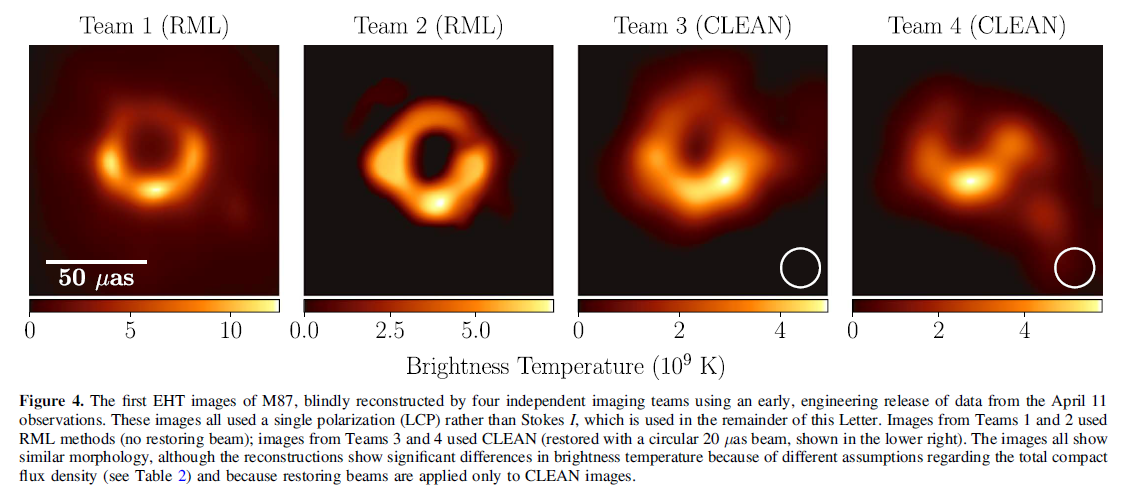 Team 1 (RML)
Team 2 (RML)
Team 3 (CLEAN)
Team 4 (CLEAN)
50 μas
0 5 10
0.0 2.5 5.0
0 2 4
0 2 4
Brightness Temperature (10⁹ K)
Figure 4. The first EHT images of M87, blindly reconstructed by four independent imaging teams using an early, engineering release of data from the April 11
observations. These images all used a single polarization (LCP) rather than Stokes I, which is used in the remainder of this Letter. Images from Teams 1 and 2 used
RML methods (no restoring beam); images from Teams 3 and 4 used CLEAN (restored with a circular 20 μas beam, shown in the lower right). The images all show
similar morphology, although the reconstructions show significant differences in brightness temperature because of different assumptions regarding the total compact
flux density (see Table 2) and because restoring beams are applied only to CLEAN images.